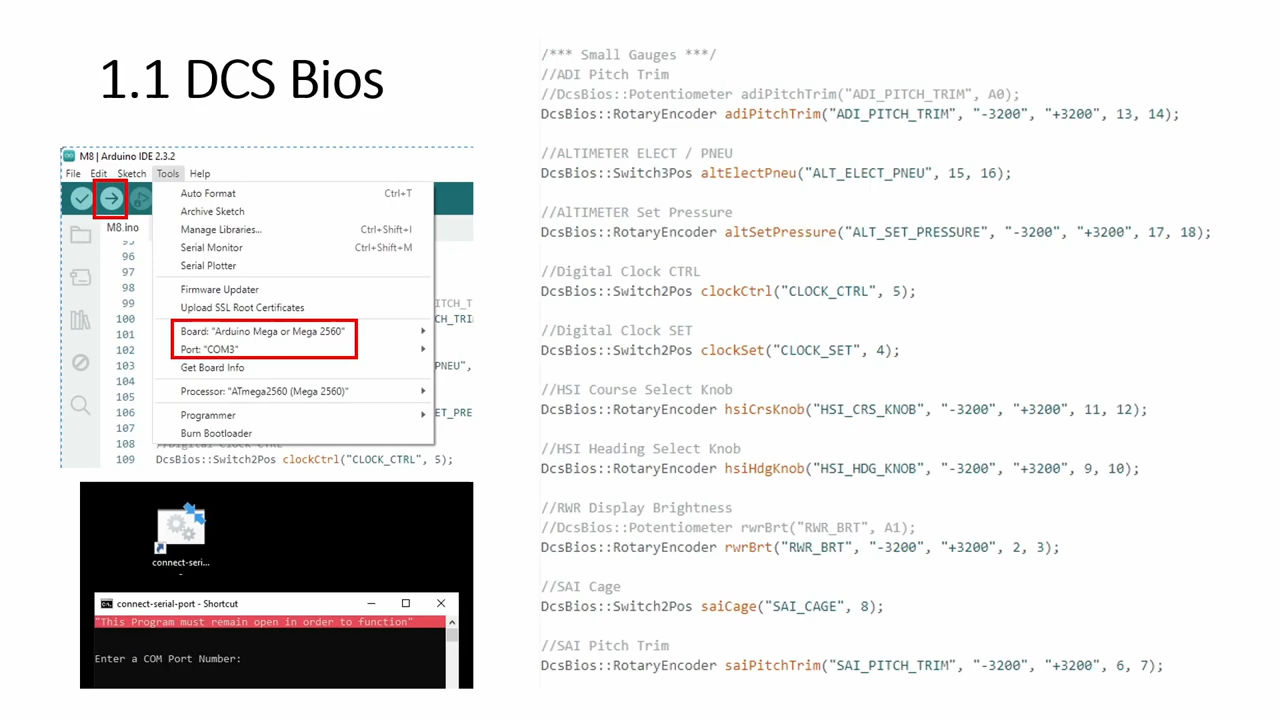 1.1 DCS Bios
M8 | Arduino IDE 2.3.2
File Edit Sketch Tools Help
Auto Format Ctrl+T
Archive Sketch
Manage Libraries... Ctrl+Shift+I
Serial Monitor Ctrl+Shift+M
Serial Plotter
Firmware Updater
Upload SSL Root Certificates
Board: "Arduino Mega or Mega 2560"
Port: "COM3"
Get Board Info
Processor: "ATmega2560 (Mega 2560)"
Programmer
Burn Bootloader
M8.ino
95
96
97
98
99 ITCH_T
100 CH_TRI
101
102
103 PNEU",
104
105
106 ET_PRE
107
108 //Digital Clock CTRL
109 DcsBios::Switch2Pos clockCtrl("CLOCK_CTRL", 5);
connect-seri...
connect-serial-port - Shortcut
"This Program must remain open in order to function"
Enter a COM Port Number:
/*** Small Gauges ***/
//ADI Pitch Trim
//DcsBios::Potentiometer adiPitchTrim("ADI_PITCH_TRIM", A0);
DcsBios::RotaryEncoder adiPitchTrim("ADI_PITCH_TRIM", "-3200", "+3200", 13, 14);
//ALTIMETER ELECT / PNEU
DcsBios::Switch3Pos altElectPneu("ALT_ELECT_PNEU", 15, 16);
//AlTIMETER Set Pressure
DcsBios::RotaryEncoder altSetPressure("ALT_SET_PRESSURE", "-3200", "+3200", 17, 18);
//Digital Clock CTRL
DcsBios::Switch2Pos clockCtrl("CLOCK_CTRL", 5);
//Digital Clock SET
DcsBios::Switch2Pos clockSet("CLOCK_SET", 4);
//HSI Course Select Knob
DcsBios::RotaryEncoder hsiCrsKnob("HSI_CRS_KNOB", "-3200", "+3200", 11, 12);
//HSI Heading Select Knob
DcsBios::RotaryEncoder hsiHdgKnob("HSI_HDG_KNOB", "-3200", "+3200", 9, 10);
//RWR Display Brightness
//DcsBios::Potentiometer rwrBrt("RWR_BRT", A1);
DcsBios::RotaryEncoder rwrBrt("RWR_BRT", "-3200", "+3200", 2, 3);
//SAI Cage
DcsBios::Switch2Pos saiCage("SAI_CAGE", 8);
//SAI Pitch Trim
DcsBios::RotaryEncoder saiPitchTrim("SAI_PITCH_TRIM", "-3200", "+3200", 6, 7);